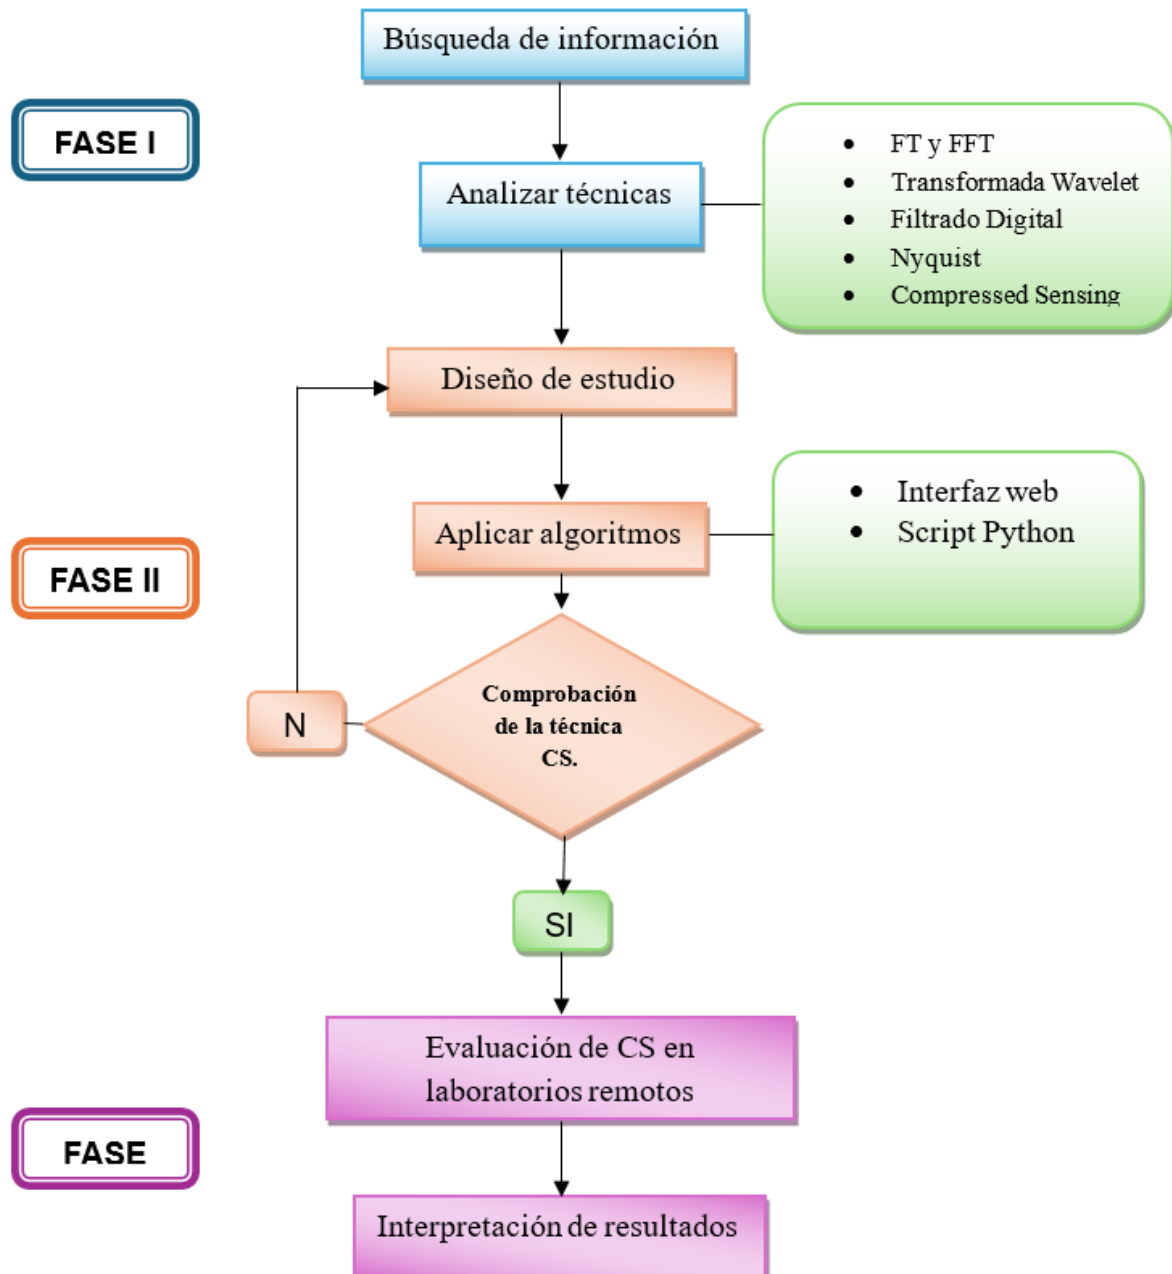 Búsqueda de información
FASE I
Analizar técnicas
• FT y FFT
• Transformada Wavelet
• Filtrado Digital
• Nyquist
• Compressed Sensing
Diseño de estudio
Aplicar algoritmos
• Interfaz web
• Script Python
FASE II
Comprobación
de la técnica
CS.
N
SI
Evaluación de CS en
laboratorios remotos
FASE
Interpretación de resultados